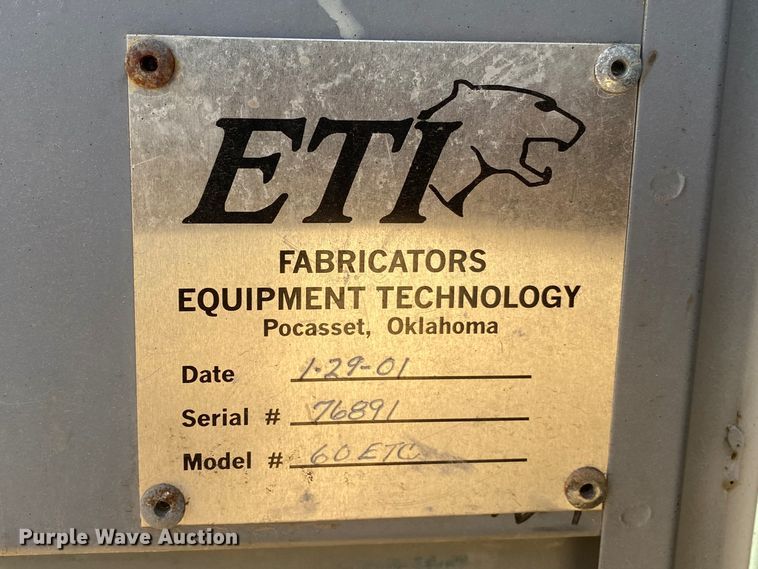 ETI
FABRICATORS
EQUIPMENT TECHNOLOGY
Pocasset, Oklahoma
Date 1-29-01
Serial # 76891
Model # 60 ETC
Purple Wave Auction®